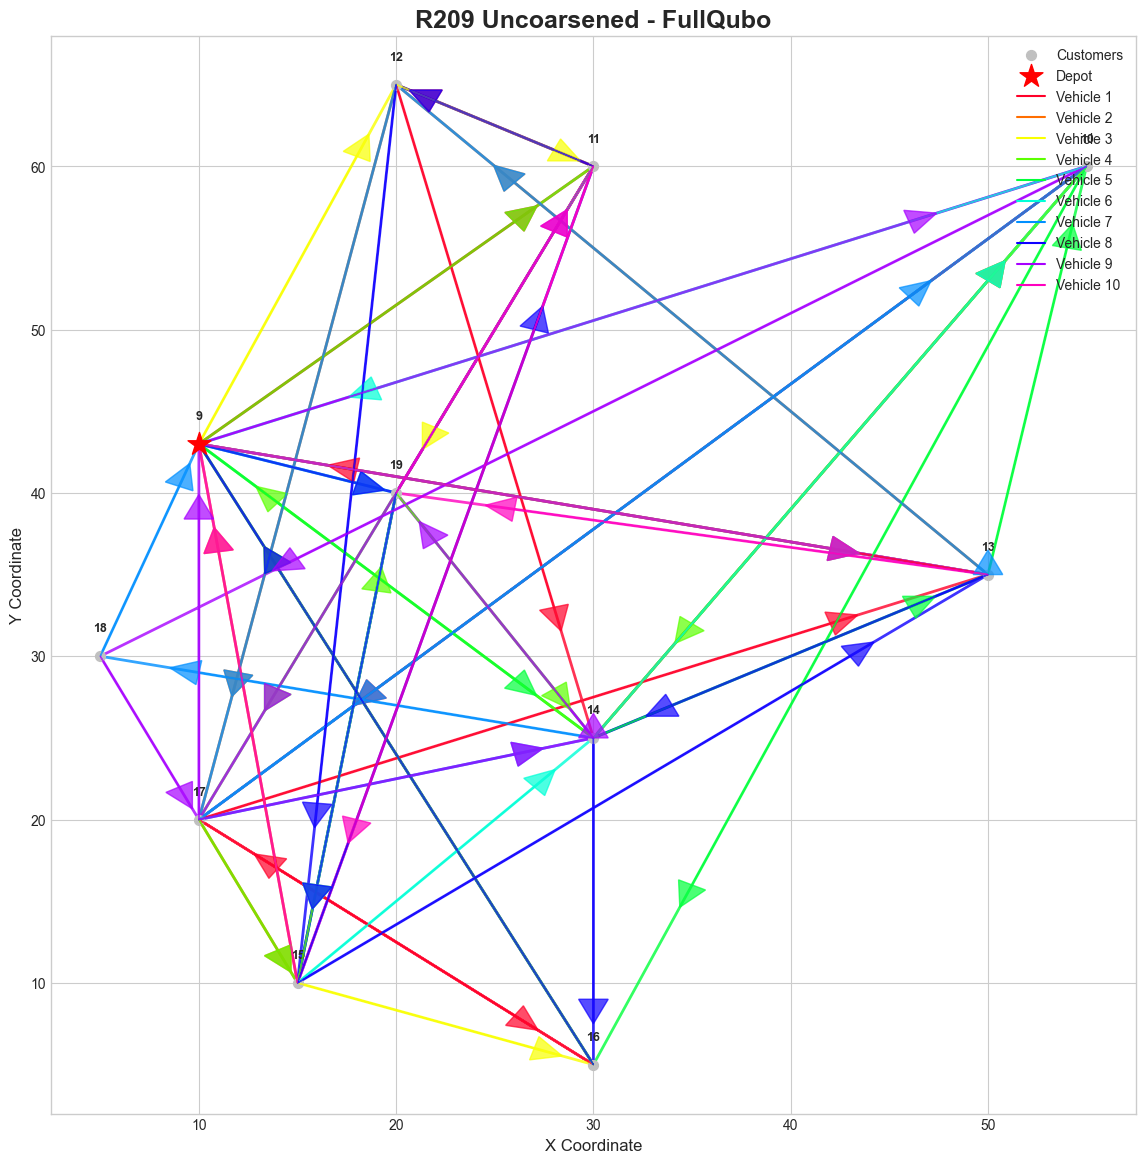 R209 Uncoarsened - FullQubo
Customers
Depot
Vehicle 1
Vehicle 2
Vehicle 3
Vehicle 4
Vehicle 5
Vehicle 6
Vehicle 7
Vehicle 8
Vehicle 9
Vehicle 10
12
11
10
9
19
13
18
14
17
15
16
60
50
40
30
20
10
Y Coordinate
10
20
30
40
50
X Coordinate